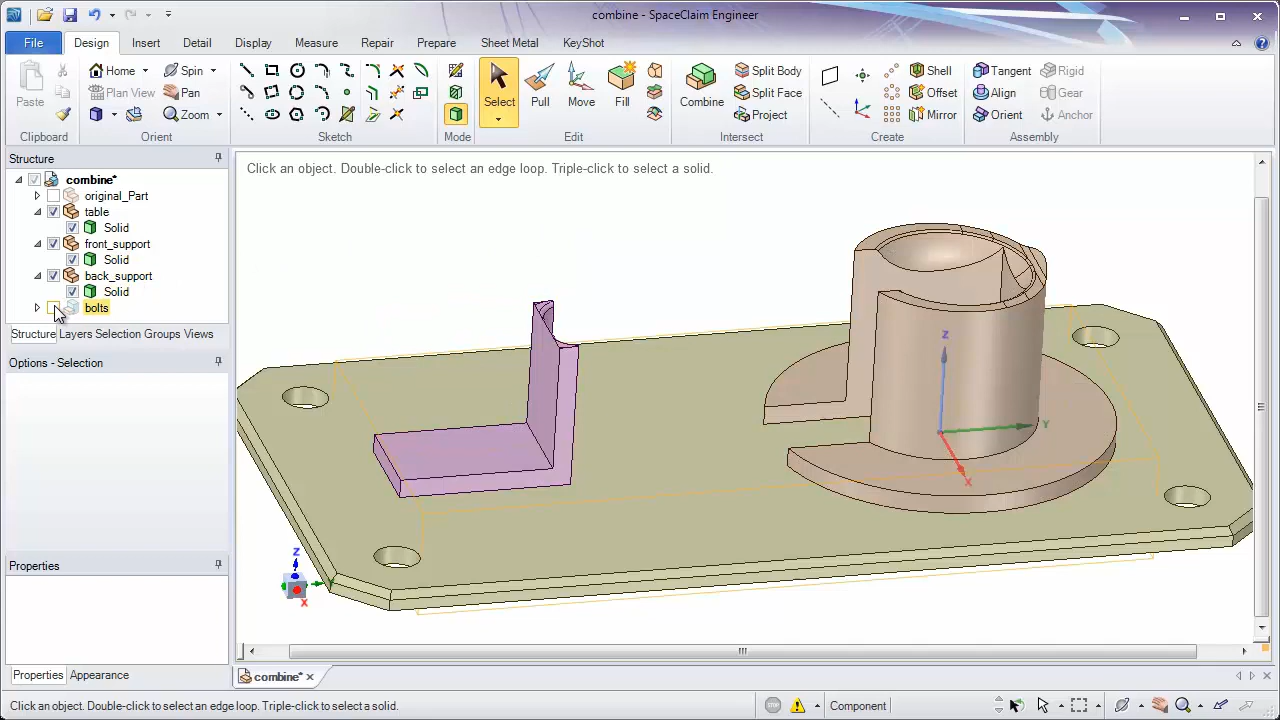 combine - SpaceClaim Engineer
File Design Insert Detail Display Measure Repair Prepare Sheet Metal KeyShot
Paste
Home Spin
Plan View Pan
Zoom
Select Pull Move Fill
Combine
Split Body
Split Face
Project
Shell
Offset
Mirror
Tangent Rigid
Align Gear
Orient Anchor
Clipboard Orient Sketch Mode Edit Intersect Create Assembly
Structure
combine*
original_Part
table
Solid
front_support
Solid
back_support
Solid
bolts
Structure Layers Selection Groups Views
Options - Selection
Properties
Properties Appearance
Click an object. Double-click to select an edge loop. Triple-click to select a solid.
Z
Y
X
Z
X
combine*
Click an object. Double-click to select an edge loop. Triple-click to select a solid.
Component